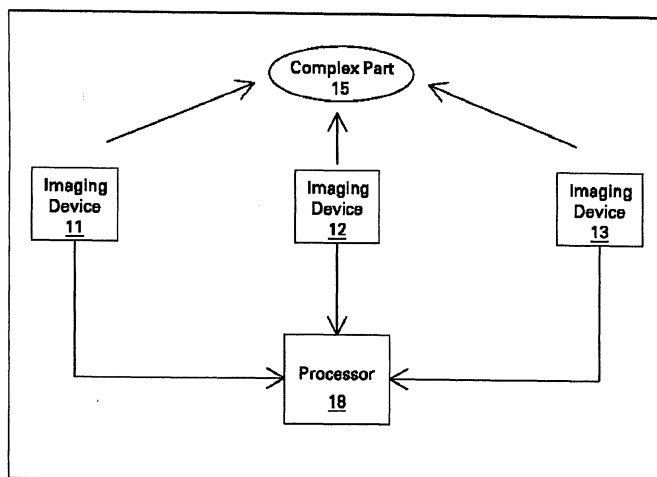 Complex Part
15
Imaging
Device
11
Imaging
Device
12
Imaging
Device
13
Processor
18